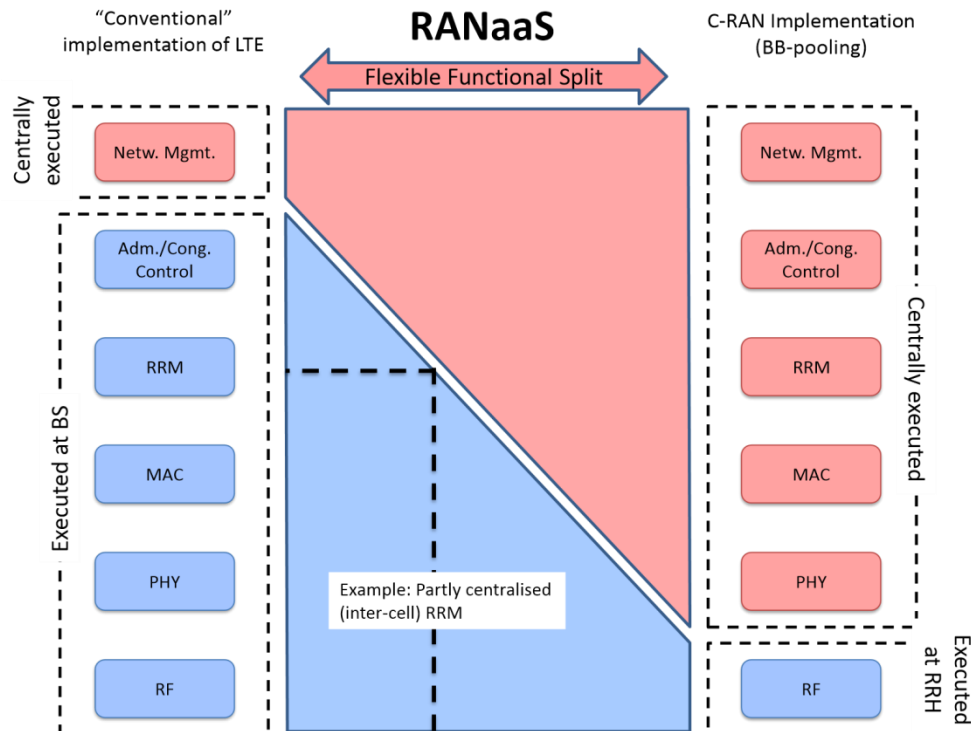 “Conventional”
implementation of LTE
RANaaS
C-RAN Implementation
(BB-pooling)
Flexible Functional Split
Centrally
executed
Netw. Mgmt.
Adm./Cong.
Control
RRM
MAC
PHY
RF
Executed at BS
Example: Partly centralised
(inter-cell) RRM
Netw. Mgmt.
Adm./Cong.
Control
RRM
MAC
PHY
RF
Centrally executed
Executed
at RRH